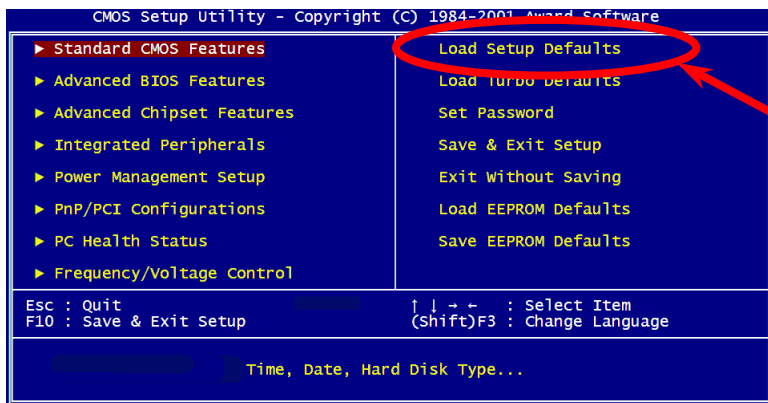 CMOS Setup Utility - Copyright (C) 1984-2001 Award Software
► Standard CMOS Features
► Advanced BIOS Features
► Advanced Chipset Features
► Integrated Peripherals
► Power Management Setup
► PnP/PCI Configurations
► PC Health Status
► Frequency/Voltage Control
Load Setup Defaults
Load Turbo Defaults
Set Password
Save & Exit Setup
Exit Without Saving
Load EEPROM Defaults
Save EEPROM Defaults
Esc : Quit
F10 : Save & Exit Setup
↑ ↓ → ← : Select Item
(Shift)F3 : Change Language
Time, Date, Hard Disk Type...